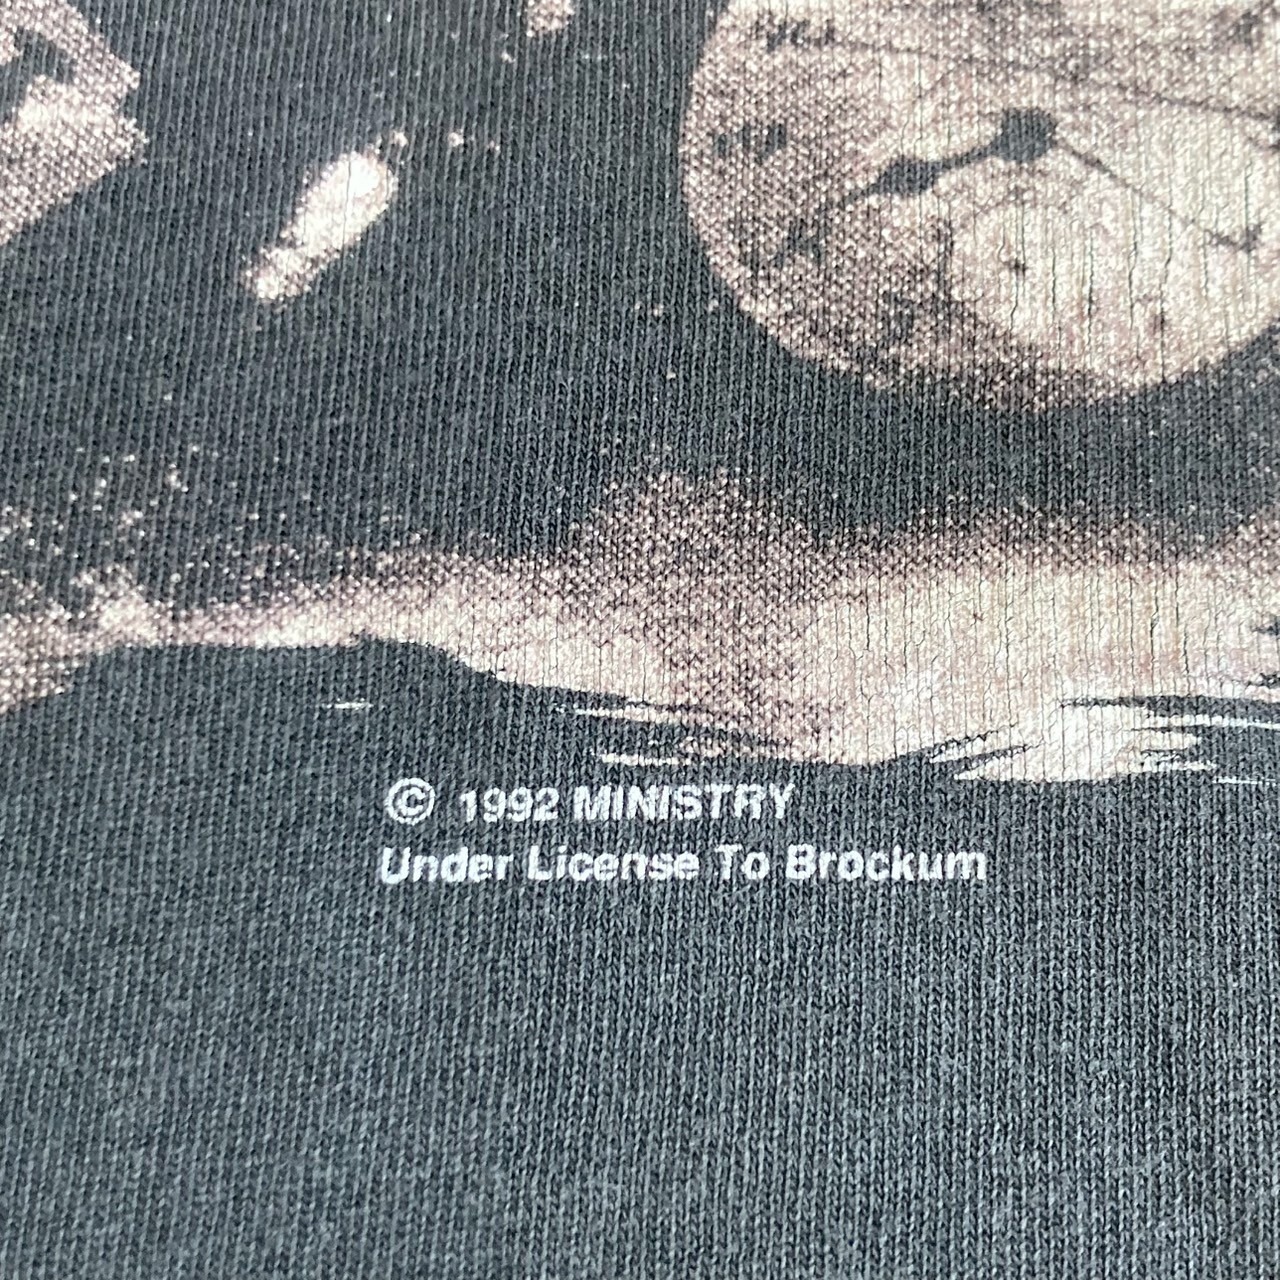 © 1992 MINISTRY
Under License To Brockum